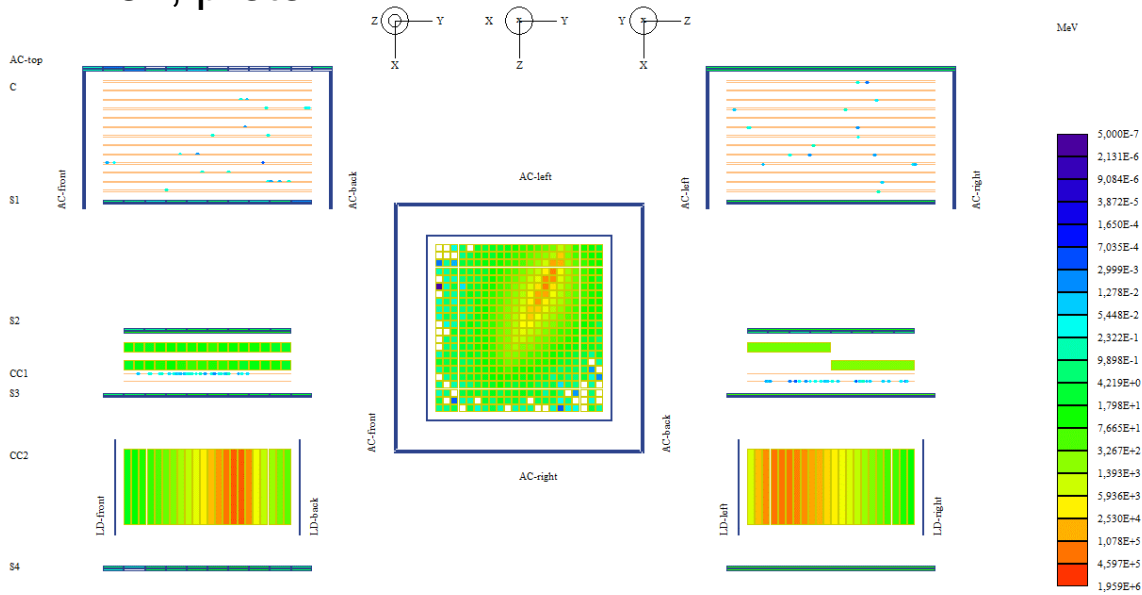 Z Y X
X Y Z
Y Z X
MeV
AC-top
C
S1
AC-front
AC-back
AC-left
AC-left
AC-right
S2
CC1
S3
CC2
S4
AC-front
AC-back
AC-right
LD-front
LD-back
LD-left
LD-right
5,000E-7
2,131E-6
9,084E-6
3,872E-5
1,650E-4
7,035E-4
2,999E-3
1,278E-2
5,448E-2
2,322E-1
9,898E-1
4,219E+0
1,798E+1
7,665E+1
3,267E+2
1,393E+3
5,936E+3
2,530E+4
1,078E+5
4,597E+5
1,959E+6